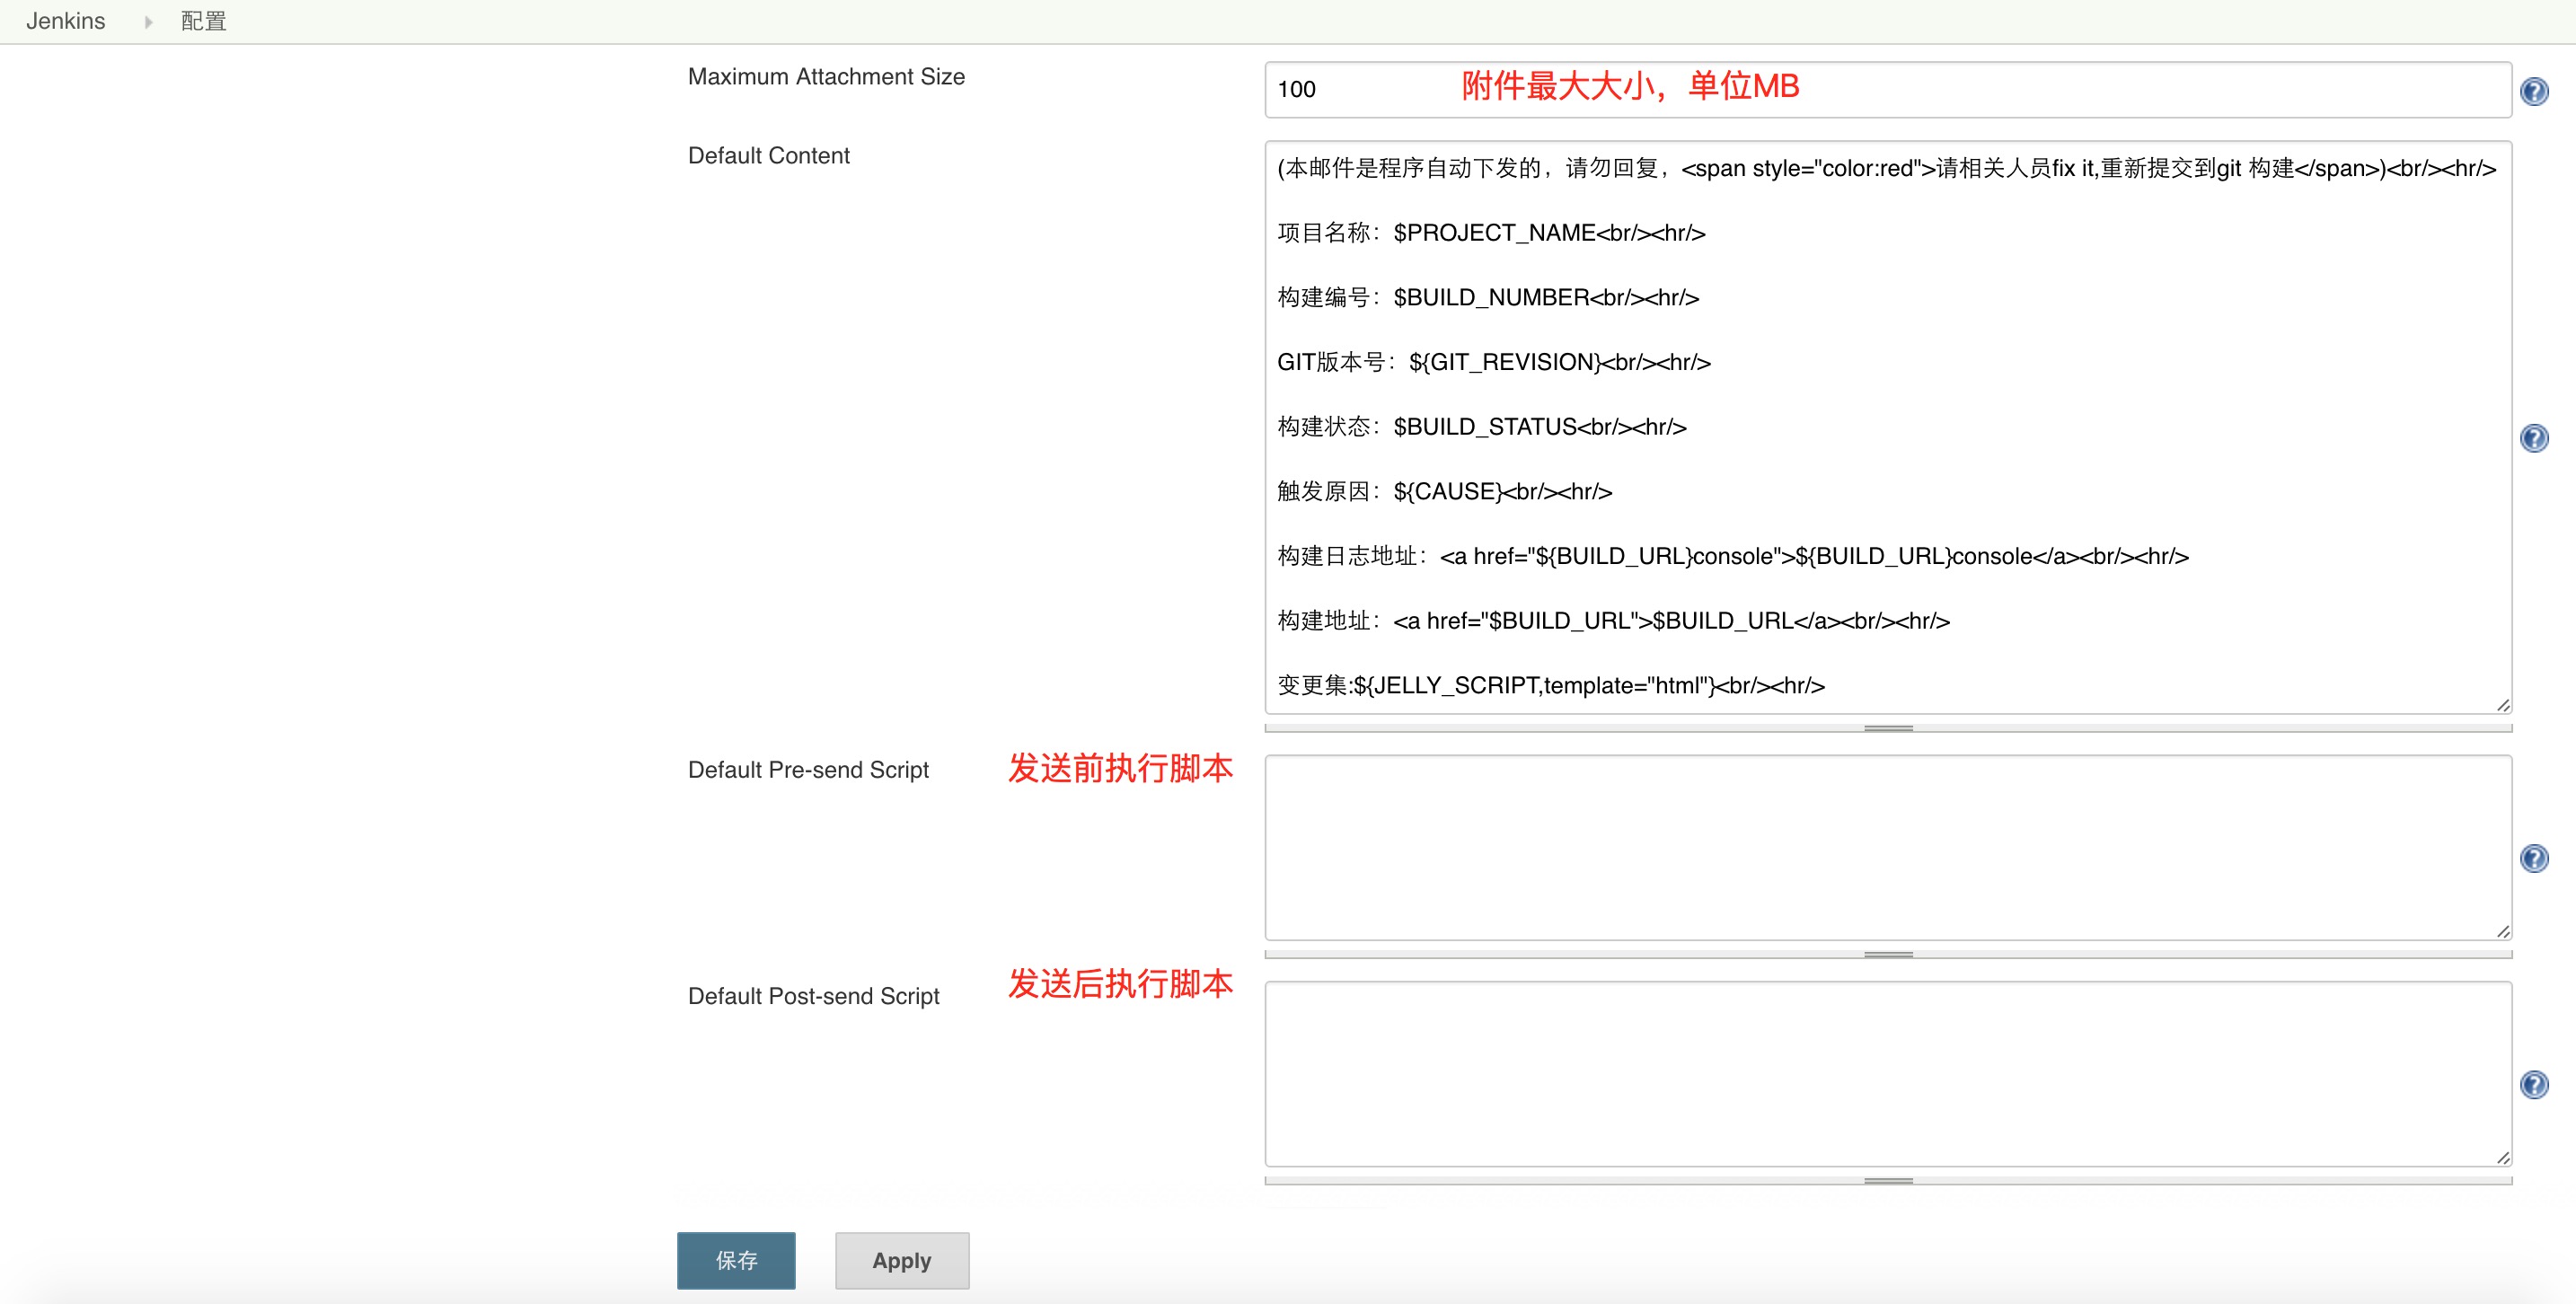 Jenkins 配置
Maximum Attachment Size
100 附件最大大小，单位MB
Default Content
(本邮件是程序自动下发的，请勿回复，<span style="color:red">请相关人员fix it,重新提交到git 构建</span>)<br/><hr/>
项目名称：$PROJECT_NAME<br/><hr/>
构建编号：$BUILD_NUMBER<br/><hr/>
GIT版本号：${GIT_REVISION}<br/><hr/>
构建状态：$BUILD_STATUS<br/><hr/>
触发原因：${CAUSE}<br/><hr/>
构建日志地址：<a href="${BUILD_URL}console">${BUILD_URL}console</a><br/><hr/>
构建地址：<a href="$BUILD_URL">$BUILD_URL</a><br/><hr/>
变更集:${JELLY_SCRIPT,template="html"}<br/><hr/>
Default Pre-send Script 发送前执行脚本
Default Post-send Script 发送后执行脚本
保存 Apply